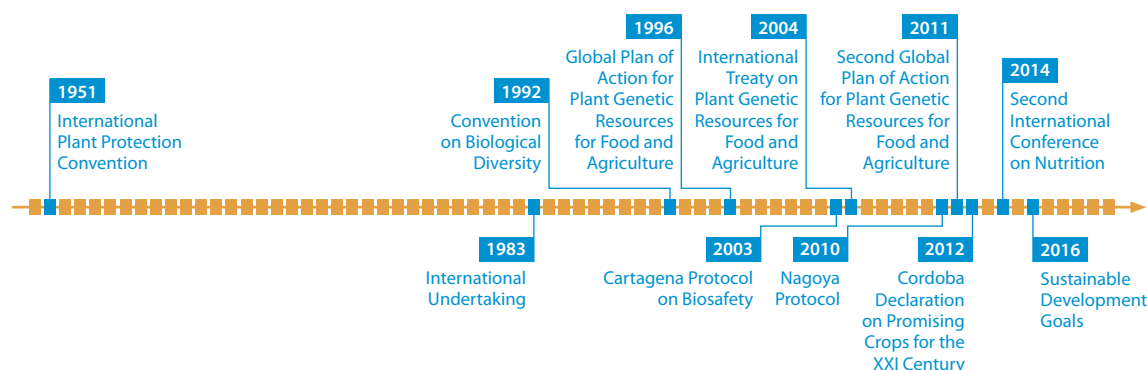 1951
International
Plant Protection
Convention
1983
International
Undertaking
1992
Convention
on Biological
Diversity
1996
Global Plan of
Action for
Plant Genetic
Resources
for Food and
Agriculture
2003
Cartagena Protocol
on Biosafety
2004
International
Treaty on
Plant Genetic
Resources for
Food and
Agriculture
2010
Nagoya
Protocol
2011
Second Global
Plan of Action
for Plant Genetic
Resources for
Food and
Agriculture
2012
Cordoba
Declaration
on Promising
Crops for the
XXI Century
2014
Second
International
Conference
on Nutrition
2016
Sustainable
Development
Goals